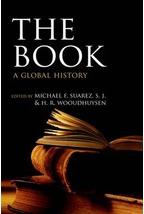 THE
BOOK
A GLOBAL HISTORY
EDITED BY MICHAEL F. SUAREZ, S. J.
& H. R. WOUDHUYSEN